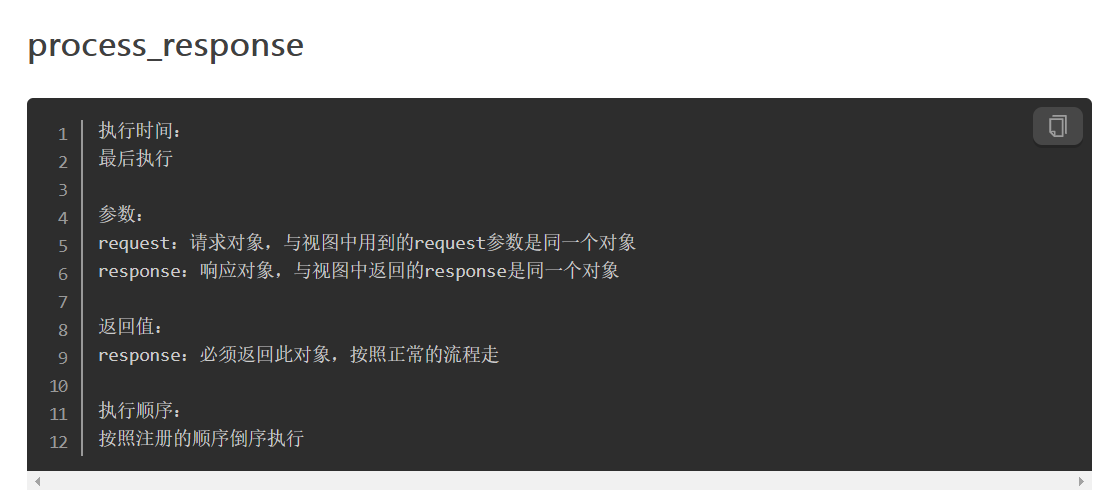 process_response
1 执行时间：
2 最后执行
3
4 参数：
5 request：请求对象，与视图中用到的request参数是同一个对象
6 response：响应对象，与视图中返回的response是同一个对象
7
8 返回值：
9 response：必须返回此对象，按照正常的流程走
10
11 执行顺序：
12 按照注册的顺序倒序执行